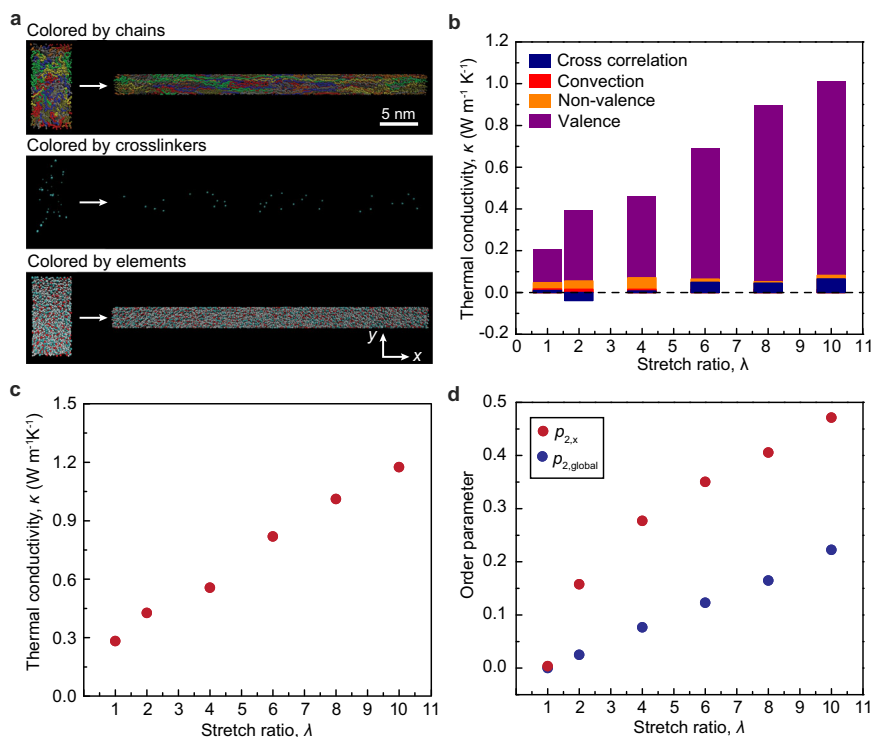 a
Colored by chains
5 nm
Colored by crosslinkers
Colored by elements
y
x
b
Thermal conductivity, κ (W m⁻¹ K⁻¹)
1.2
1.0
0.8
0.6
0.4
0.2
0.0
-0.2
Cross correlation
Convection
Non-valence
Valence
0 1 2 3 4 5 6 7 8 9 10 11
Stretch ratio, λ
c
Thermal conductivity, κ (W m⁻¹K⁻¹)
1.5
1.2
0.9
0.6
0.3
0.0
1 2 3 4 5 6 7 8 9 10 11
Stretch ratio, λ
d
Order parameter
0.5
0.4
0.3
0.2
0.1
0.0
p2,x
p2,global
0 1 2 3 4 5 6 7 8 9 10 11
Stretch ratio, λ